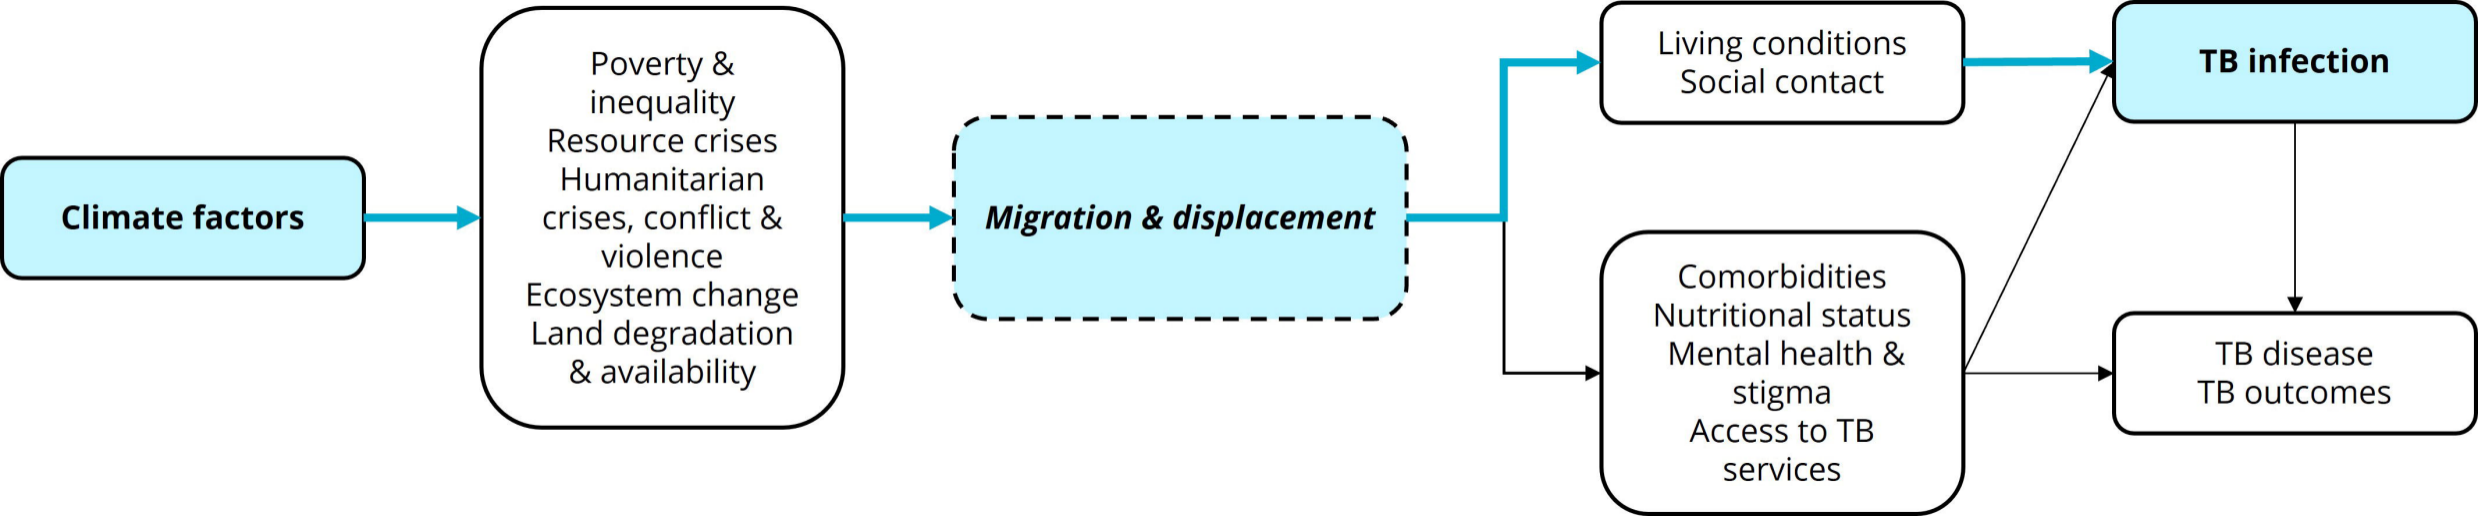 Climate factors
Poverty &
inequality
Resource crises
Humanitarian
crises, conflict &
violence
Ecosystem change
Land degradation
& availability
Migration & displacement
Living conditions
Social contact
Comorbidities
Nutritional status
Mental health &
stigma
Access to TB
services
TB infection
TB disease
TB outcomes